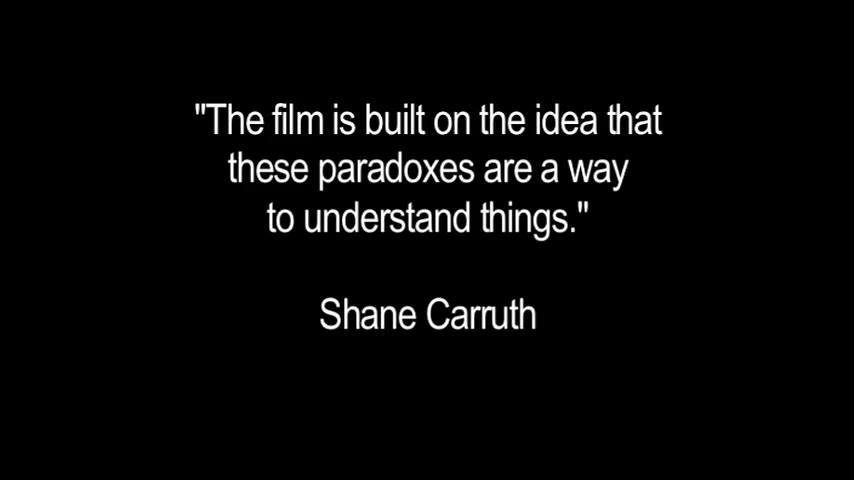 "The film is built on the idea that
these paradoxes are a way
to understand things."
Shane Carruth